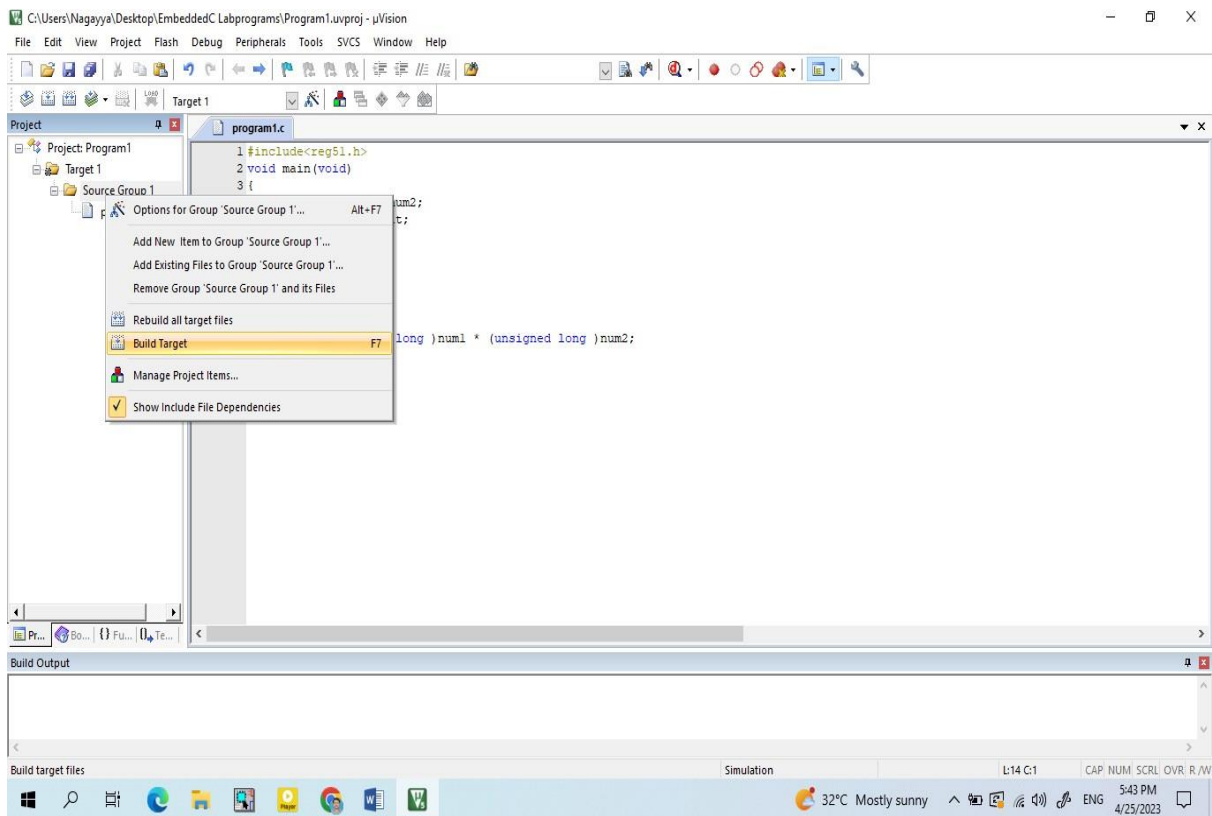 C:\Users\Nagayya\Desktop\EmbeddedC Labprograms\Program1.uvproj - µVision
File Edit View Project Flash Debug Peripherals Tools SVCS Window Help
LOAD Target 1
Project
program1.c
Project: Program1
Target 1
Source Group 1
1 #include<reg51.h>
2 void main(void)
3 {
um2;
t;
long )num1 * (unsigned long )num2;
Options for Group 'Source Group 1'... Alt+F7
Add New Item to Group 'Source Group 1'...
Add Existing Files to Group 'Source Group 1'...
Remove Group 'Source Group 1' and its Files
Rebuild all target files
Build Target F7
Manage Project Items...
Show Include File Dependencies
Pr... Bo... {} Fu... Te...
Build Output
Build target files Simulation L:14 C:1 CAP NUM SCRL OVR R/W
32°C Mostly sunny ENG 5:43 PM
4/25/2023